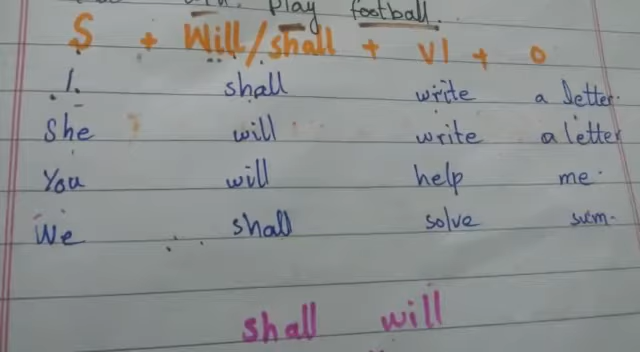 play football.
S + Will/shall + V1 + O
I. shall write a letter.
She will write a letter
You will help me.
We shall solve sum.
shall will